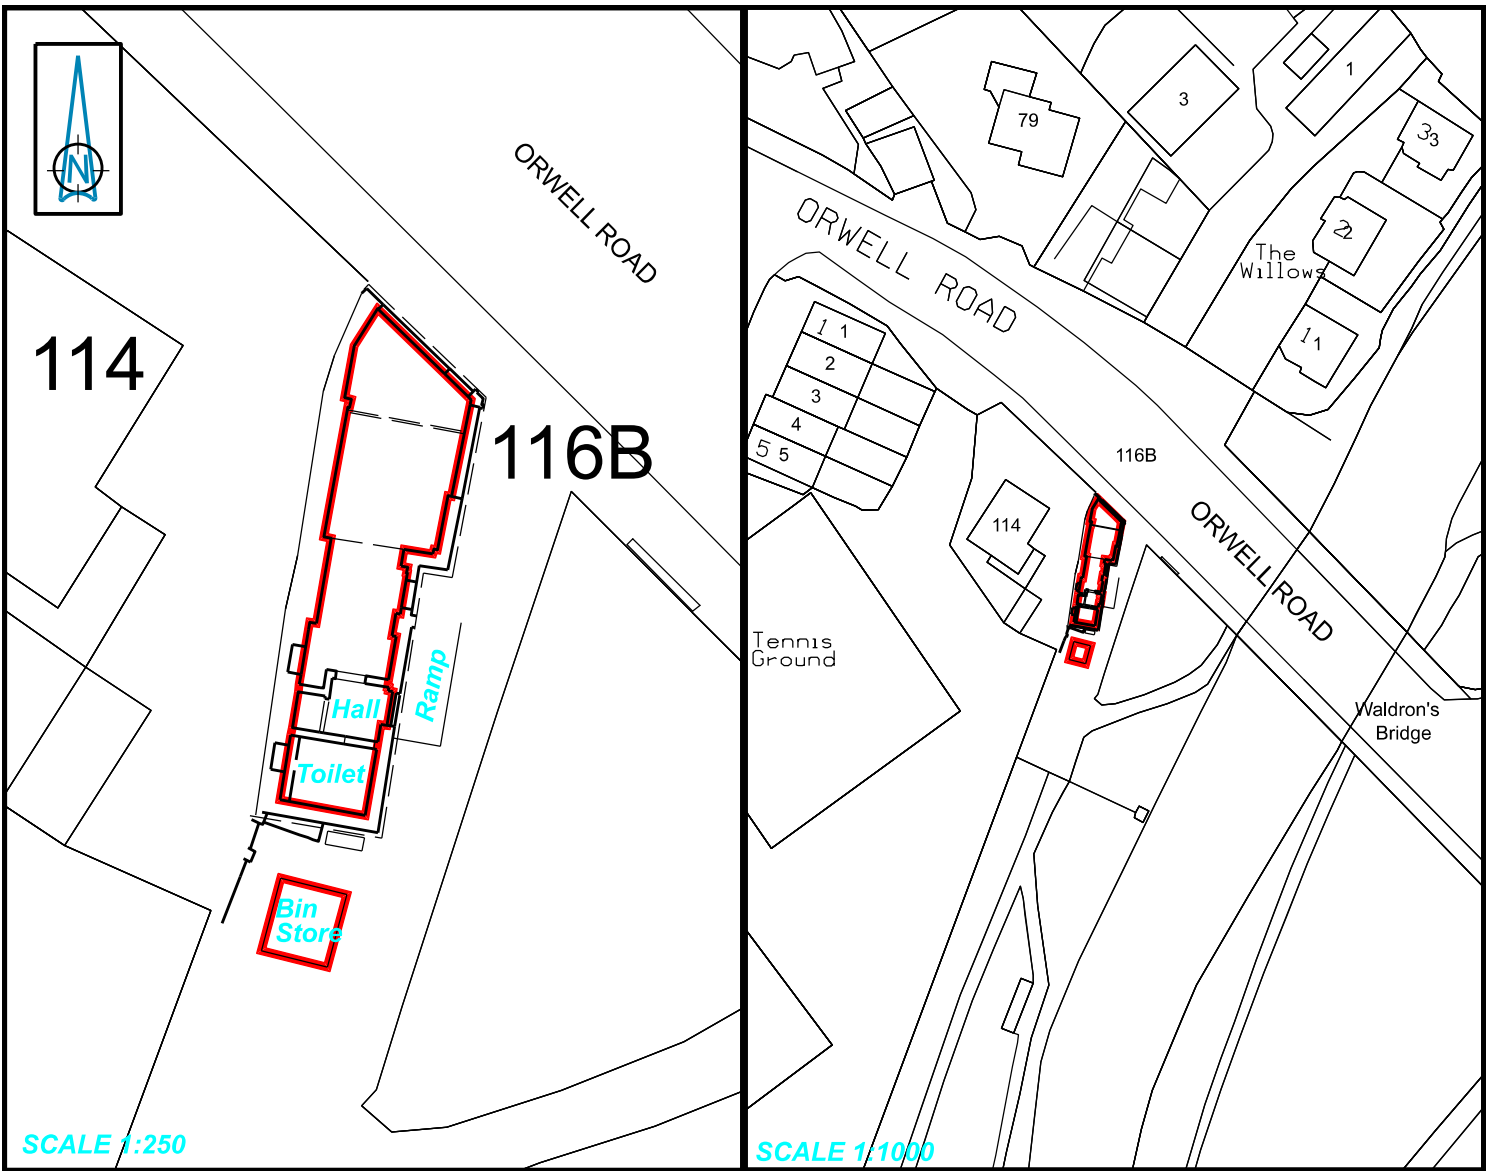 N
ORWELL ROAD
114
116B
Hall
Ramp
Toilet
Bin
Store
SCALE 1:250
3
1
79
33
22
The
Willows
ORWELL ROAD
1 1
2
3
4
5 5
1 1
116B
114
ORWELL ROAD
Tennis
Ground
Waldron's
Bridge
SCALE 1:1000